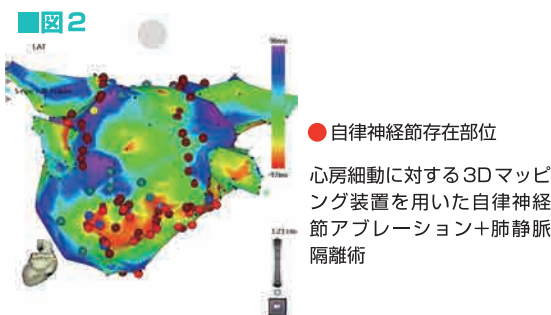 図2
LAT
自律神経節存在部位
心房細動に対する3Dマッピ
ング装置を用いた自律神経
節アブレーション+肺静脈
隔離術